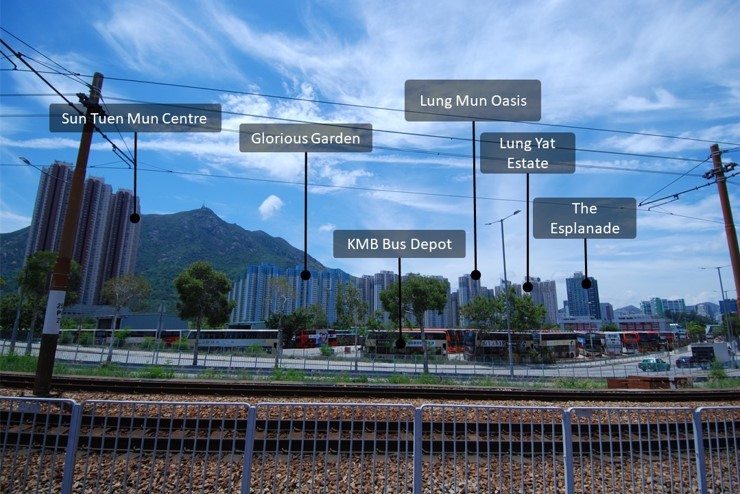 Sun Tuen Mun Centre
Glorious Garden
Lung Mun Oasis
Lung Yat
Estate
The
Esplanade
KMB Bus Depot